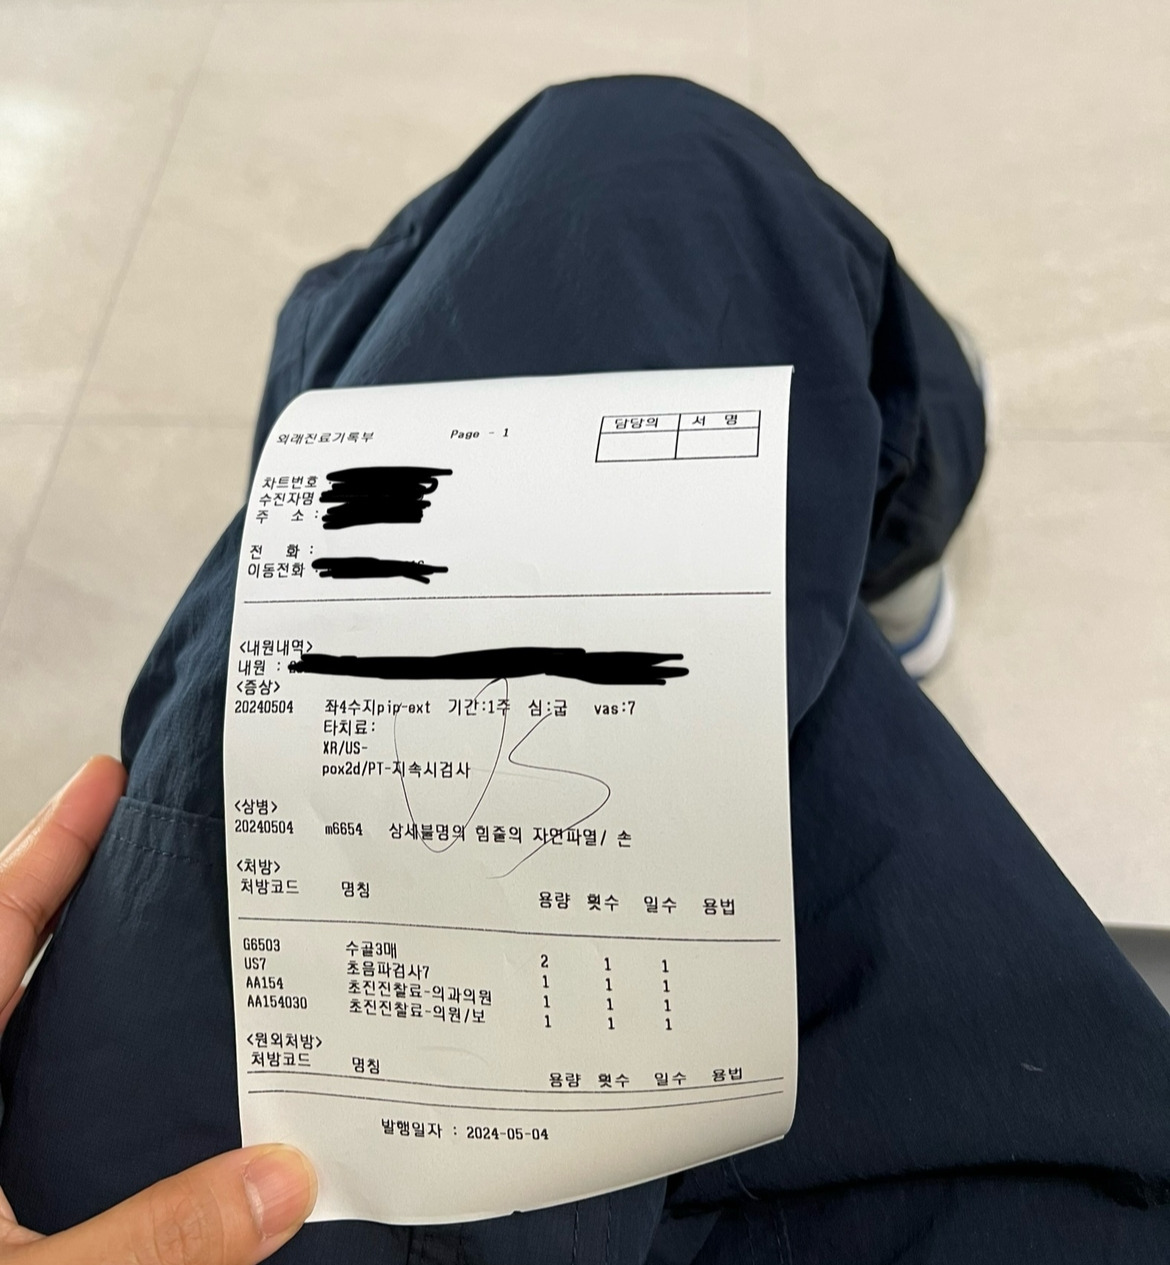 외래진료기록부 Page - 1
담당의 서 명
차트번호
수진자명
주 소 :
전 화 :
이동전화
<내원내역>
내원 :
<증상>
20240504 좌4수지pip-ext 기간:1주 심:굽 vas:7
타치료:
XR/US-
pox2d/PT-지속시검사
<상병>
20240504 m6654 상세불명의 힘줄의 자연파열/ 손
<처방>
처방코드 명칭 용량 횟수 일수 용법
G6503 수골3매 2 1 1
US7 초음파검사7 1 1 1
AA154 초진진찰료-의과의원 1 1 1
AA154030 초진진찰료-의원/보 1 1 1
<원외처방>
처방코드 명칭 용량 횟수 일수 용법
발행일자 : 2024-05-04